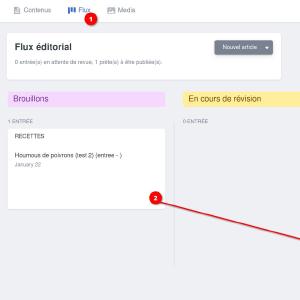 Contenus Flux Media
1
Flux éditorial
Nouvel article
0 entrée(s) en attente de revue, 1 prête(s) à être publiée(s).
Brouillons En cours de révision
1 ENTRÉE 0 ENTRÉE
RECETTES
Houmous de poivrons (test 2) (entree - )
January 22
2